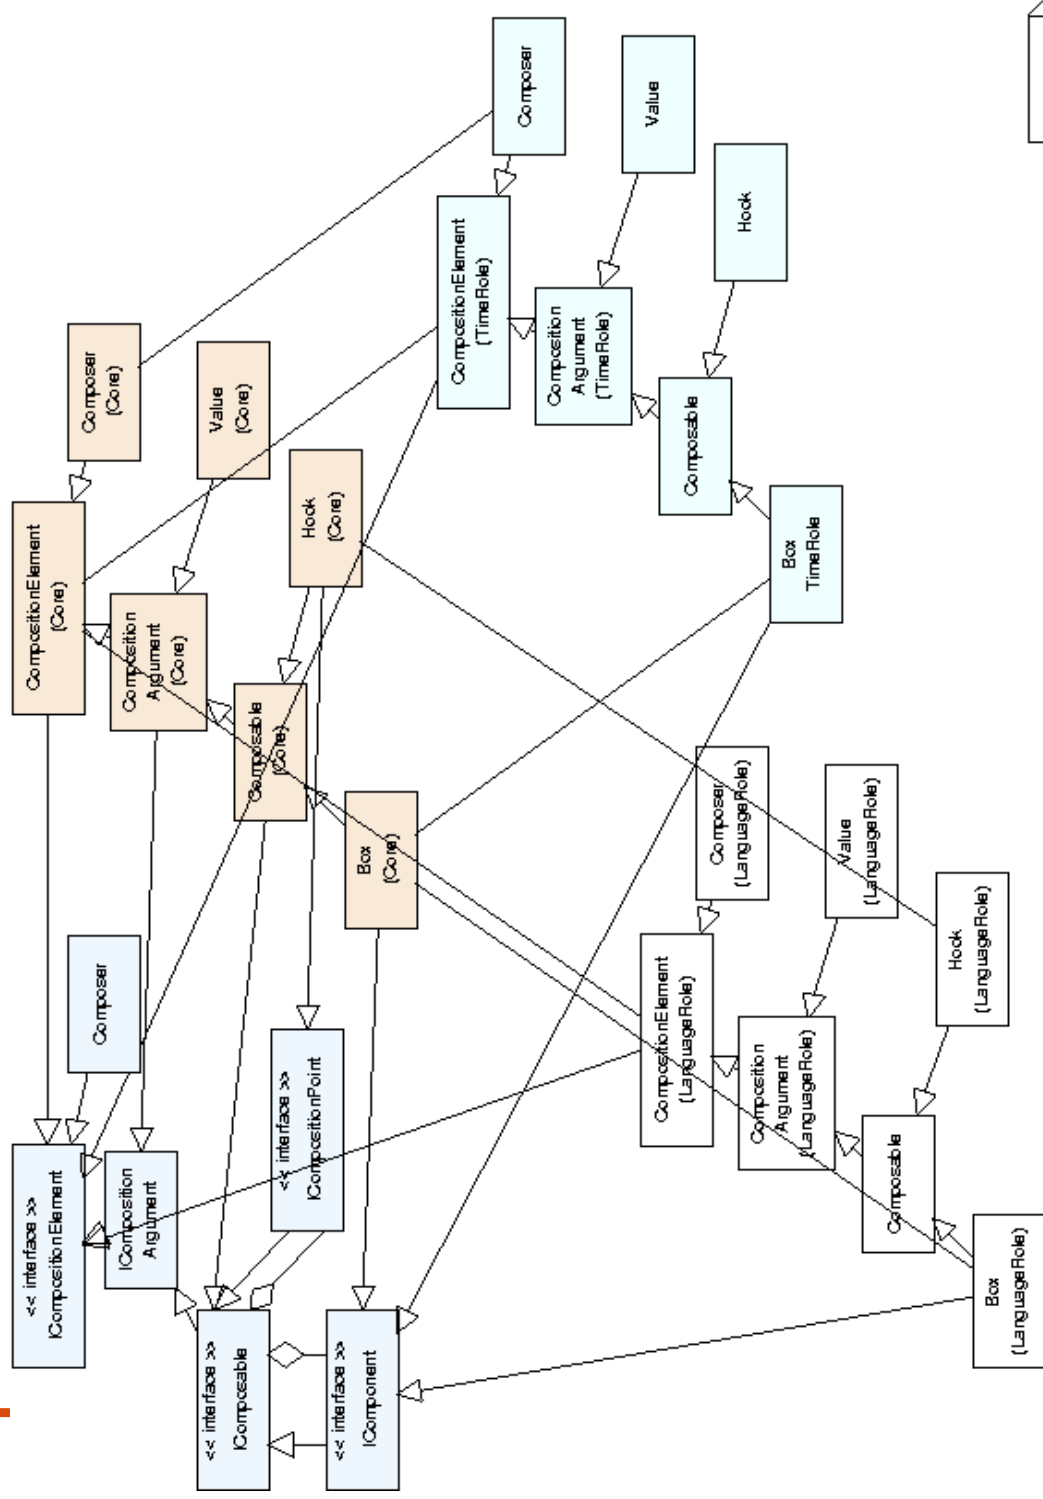 Composer
Value
Hook
CompositionElement
(TimeRole)
Composition
Argument
(TimeRole)
Composable
Box
TimeRole
Composer
(Core)
Value
(Core)
Hook
(Core)
CompositionElement
(Core)
Composition
Argument
(Core)
Composable
(Core)
Box
(Core)
Composer
(LanguageRole)
Value
(LanguageRole)
Hook
(LanguageRole)
CompositionElement
(LanguageRole)
Composition
Argument
(LanguageRole)
Composable
Box
(LanguageRole)
Composer
<< interface >>
ICompositionPoint
<< interface >>
ICompositionElement
IComposition
Argument
<< interface >>
IComposable
<< interface >>
IComponent